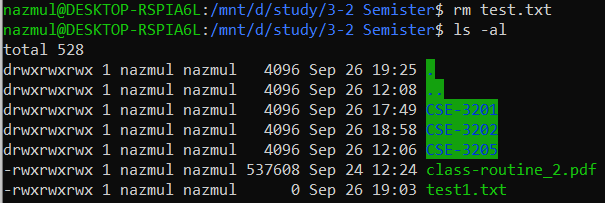 nazmul@DESKTOP-RSPIA6L:/mnt/d/study/3-2 Semister$ rm test.txt
nazmul@DESKTOP-RSPIA6L:/mnt/d/study/3-2 Semister$ ls -al
total 528
drwxrwxrwx 1 nazmul nazmul   4096 Sep 26 19:25 .
drwxrwxrwx 1 nazmul nazmul   4096 Sep 26 12:08 ..
drwxrwxrwx 1 nazmul nazmul   4096 Sep 26 17:49 CSE-3201
drwxrwxrwx 1 nazmul nazmul   4096 Sep 26 18:58 CSE-3202
drwxrwxrwx 1 nazmul nazmul   4096 Sep 26 12:06 CSE-3205
-rwxrwxrwx 1 nazmul nazmul 537608 Sep 24 12:24 class-routine_2.pdf
-rwxrwxrwx 1 nazmul nazmul      0 Sep 26 19:03 test1.txt